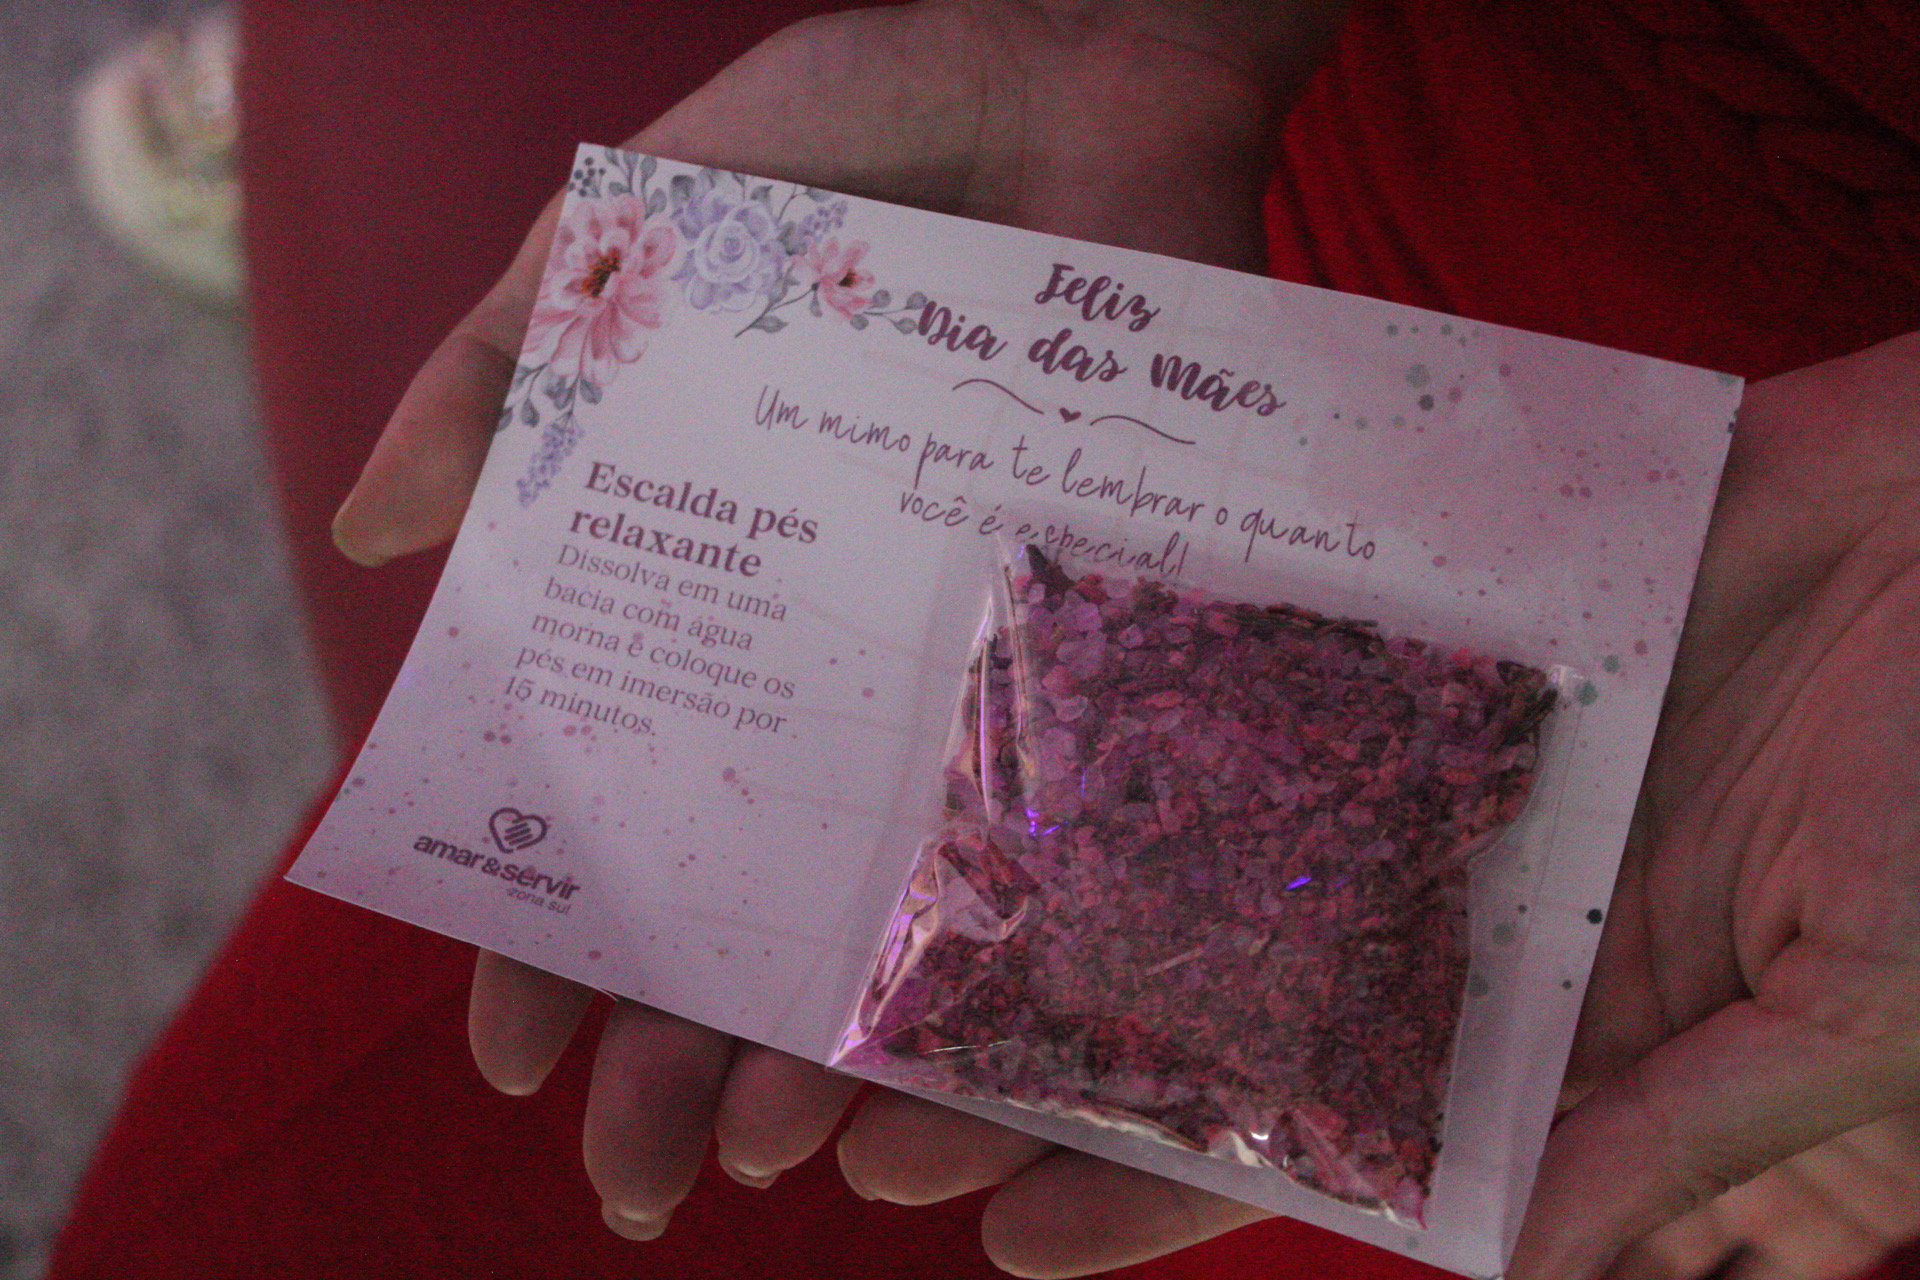 Feliz
Dia das Mães
Um mimo para te lembrar o quanto
você é especial!
Escalda pés
relaxante
Dissolva em uma
bacia com água
morna e coloque os
pés em imersão por
15 minutos.
amar&servir
zona sul